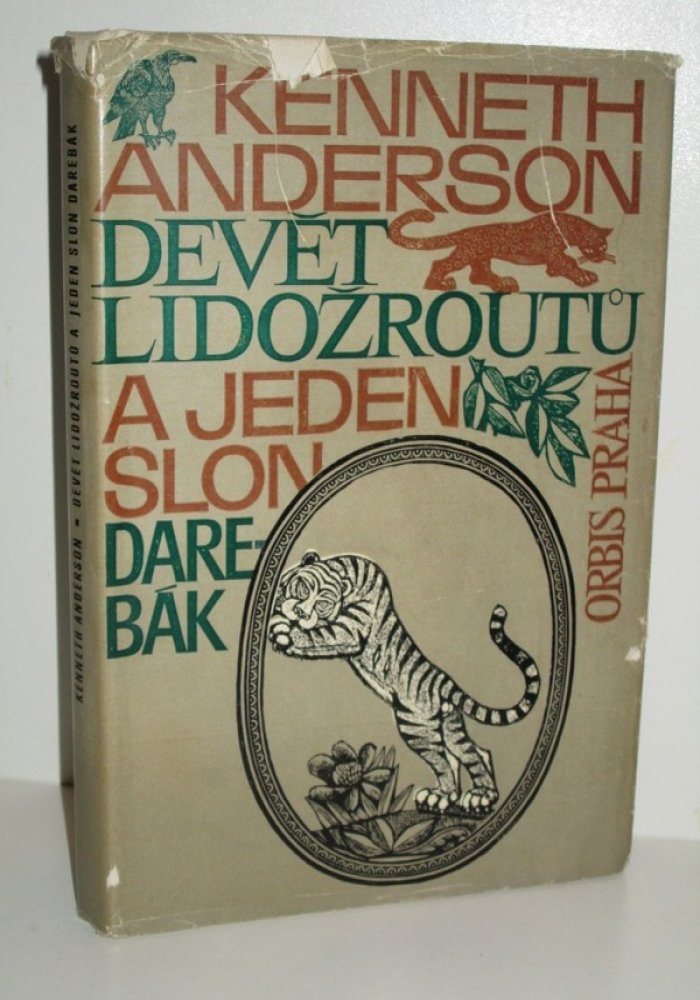 KENNETH
ANDERSON
DEVĚT
LIDOŽROUTŮ
A JEDEN
SLON
DARE-
BÁK
ORBIS PRAHA
KENNETH ANDERSON - DEVĚT LIDOŽROUTŮ A JEDEN SLON DAREBÁK